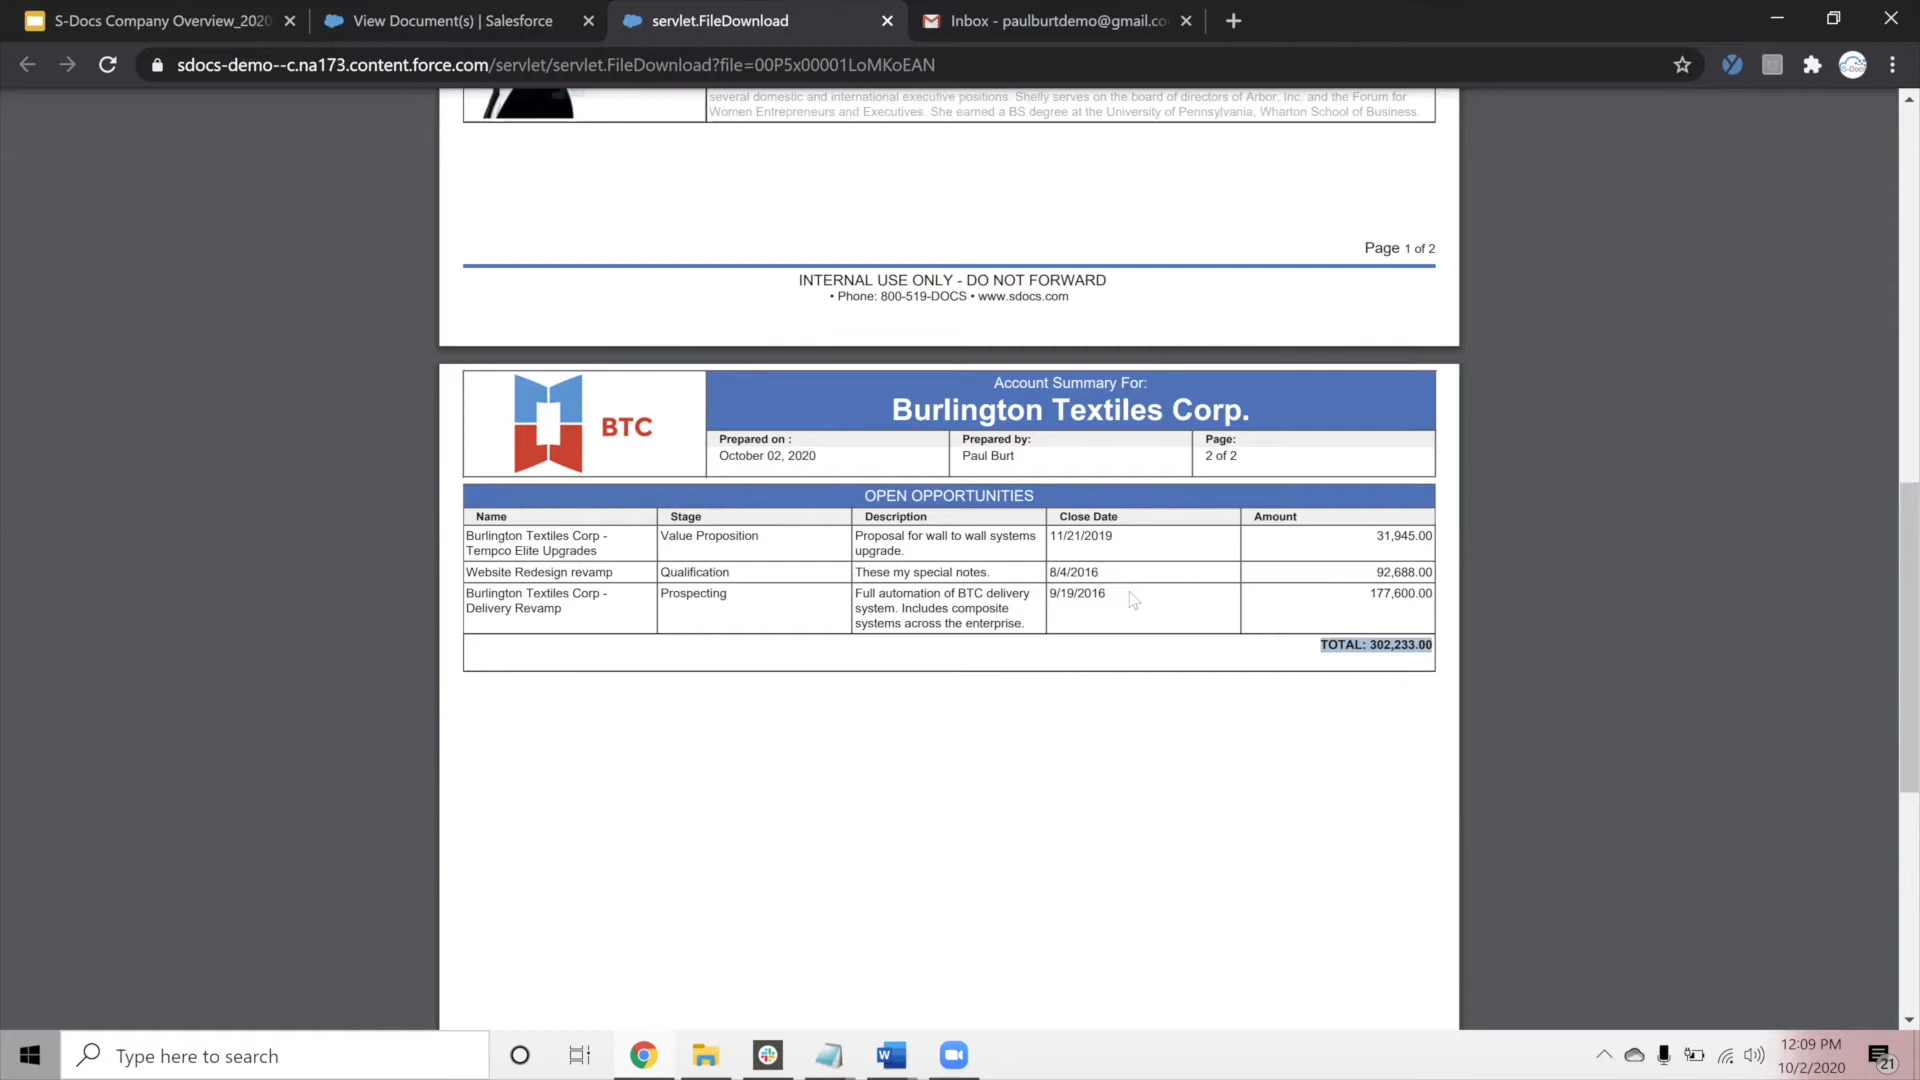 S-Docs Company Overview_2020
View Document(s) | Salesforce
servlet.FileDownload
Inbox - paulburtdemo@gmail.co
sdocs-demo--c.na173.content.force.com/servlet/servlet.FileDownload?file=00P5x00001LoMKoEAN
several domestic and international executive positions. Shelly serves on the board of directors of Arbor, Inc. and the Forum for
Women Entrepreneurs and Executives. She earned a BS degree at the University of Pennsylvania, Wharton School of Business.
Page 1 of 2
INTERNAL USE ONLY - DO NOT FORWARD
• Phone: 800-519-DOCS • www.sdocs.com
BTC
Account Summary For:
Burlington Textiles Corp.
Prepared on : Prepared by: Page:
October 02, 2020 Paul Burt 2 of 2
OPEN OPPORTUNITIES
Name Stage Description Close Date Amount
Burlington Textiles Corp - Value Proposition Proposal for wall to wall systems 11/21/2019 31,945.00
Tempco Elite Upgrades upgrade.
Website Redesign revamp Qualification These my special notes. 8/4/2016 92,688.00
Burlington Textiles Corp - Prospecting Full automation of BTC delivery 9/19/2016 177,600.00
Delivery Revamp system. Includes composite
systems across the enterprise.
TOTAL: 302,233.00
Type here to search
12:09 PM
10/2/2020
21